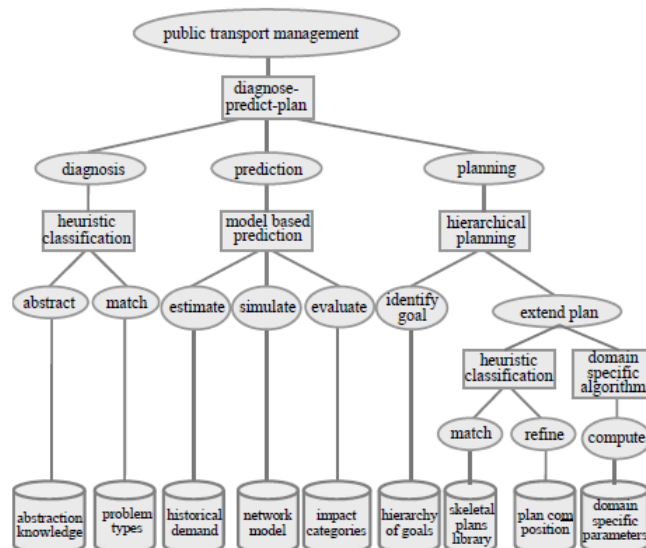 public transport management
diagnose-
predict-plan
diagnosis
prediction
planning
heuristic
classification
model based
prediction
hierarchical
planning
abstract
match
estimate
simulate
evaluate
identify
goal
extend plan
heuristic
classification
domain
specific
algorithm
match
refine
compute
abstraction
knowledge
problem
types
historical
demand
network
model
impact
categories
hierarchy
of goals
skeletal
plans
library
plan com
position
domain
specific
parameters